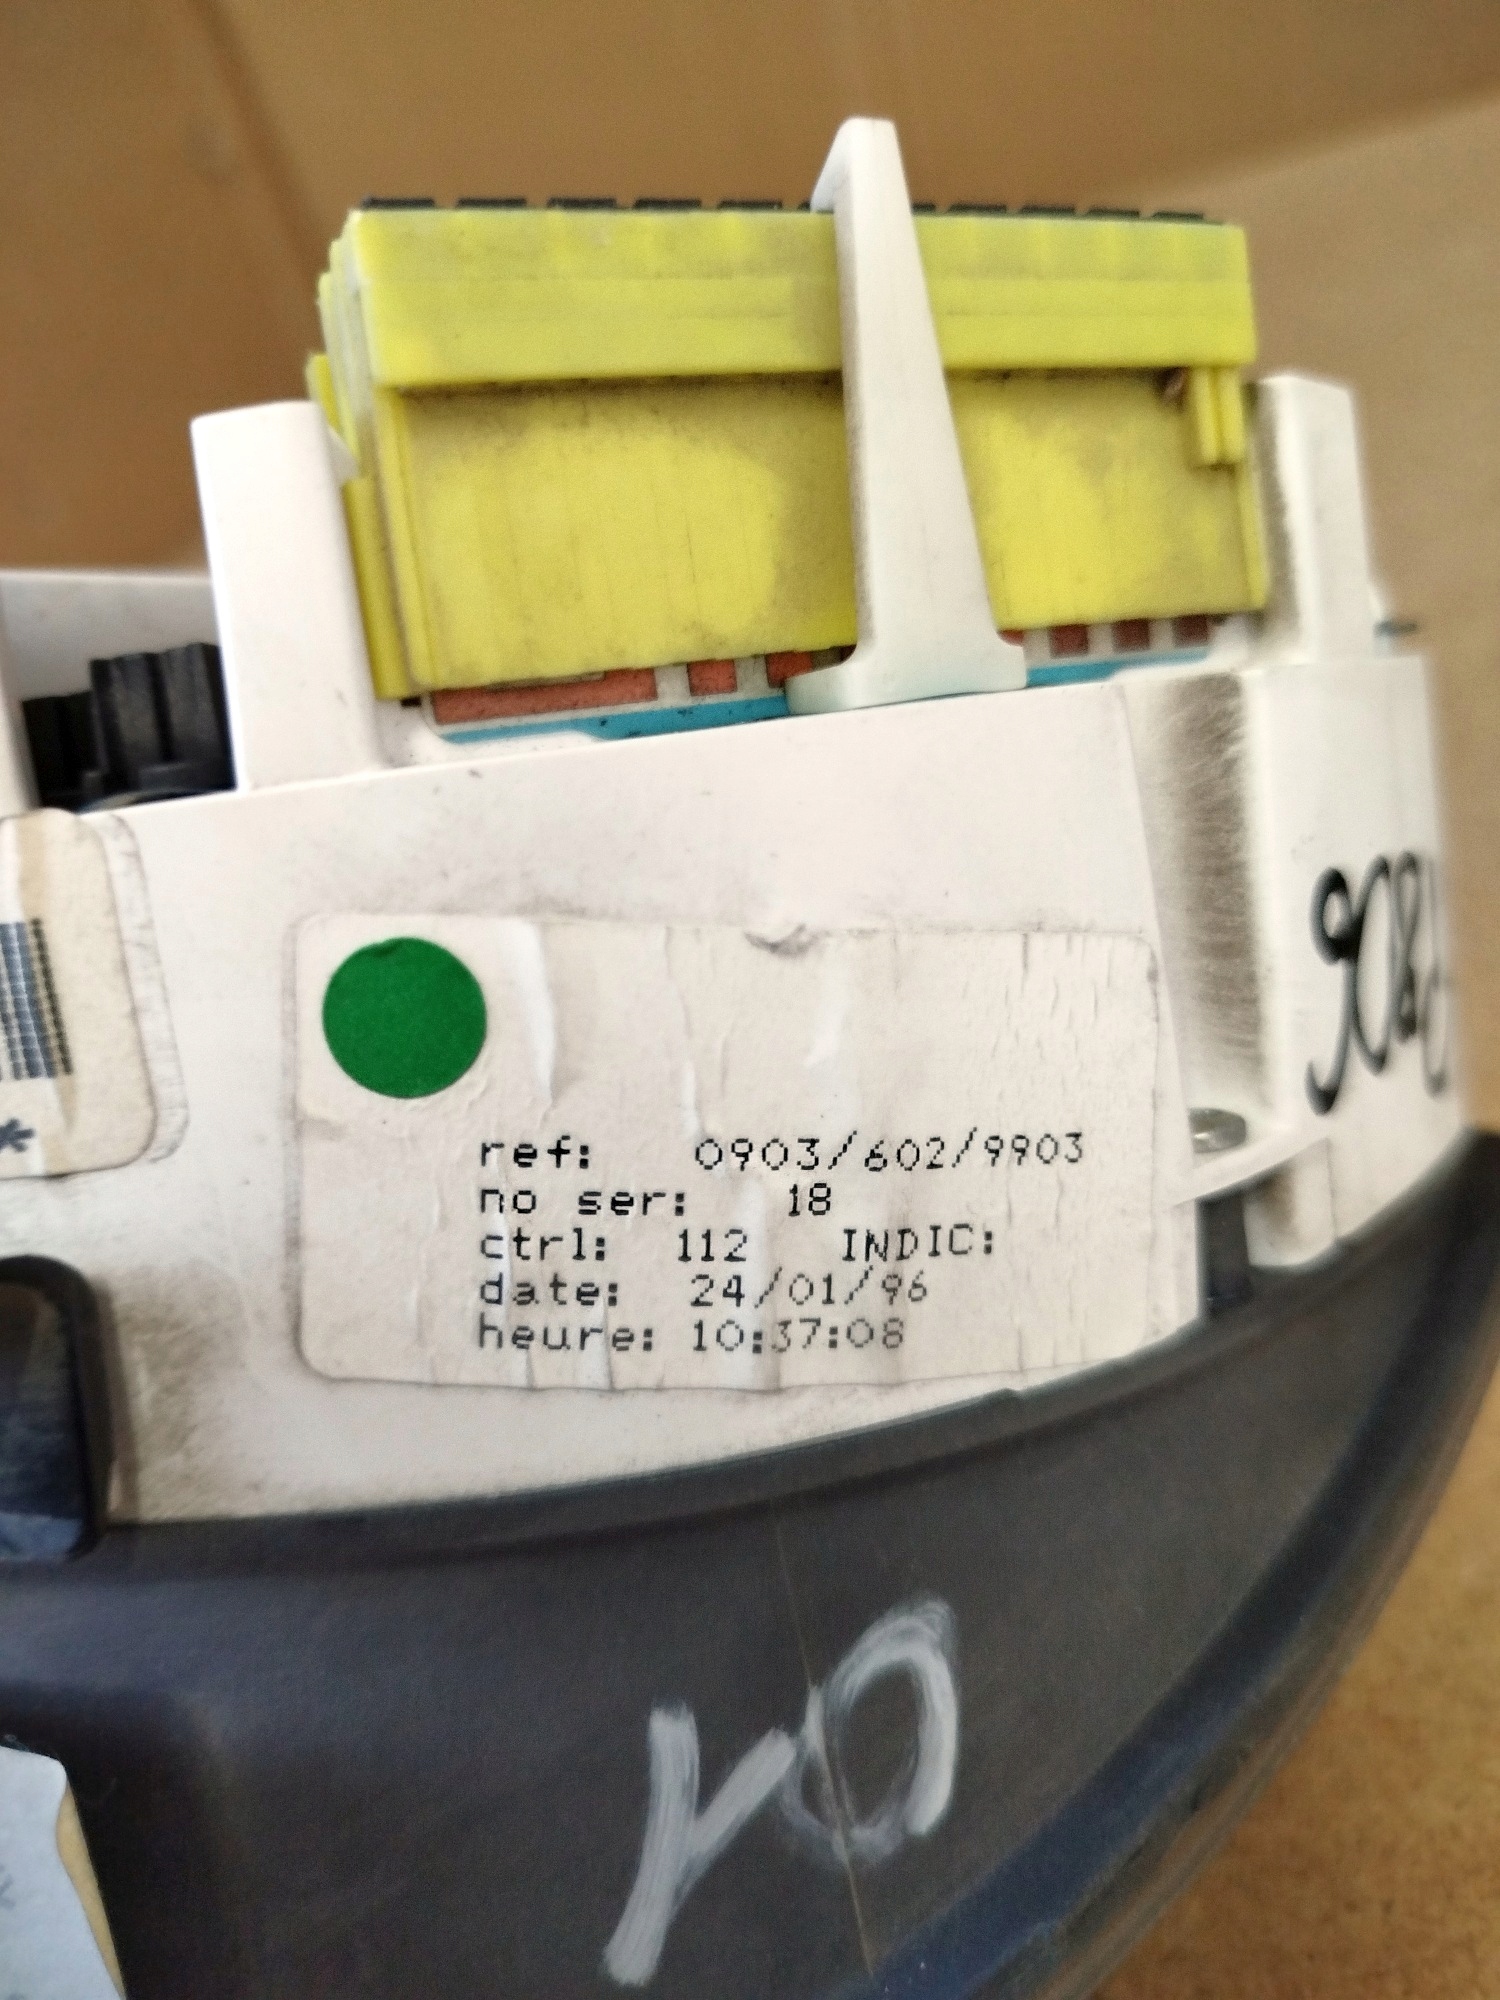 *
ref: 0903/602/9903
no ser: 18
ctrl: 112 INDIC:
date: 24/01/96
heure: 10:37:08